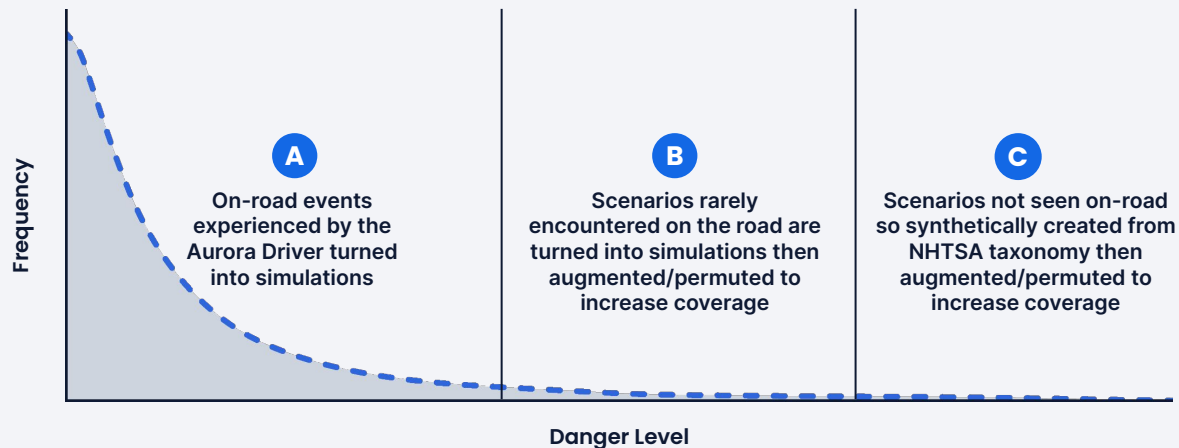 A
On-road events
experienced by the
Aurora Driver turned
into simulations
B
Scenarios rarely
encountered on the road are
turned into simulations then
augmented/permuted to
increase coverage
C
Scenarios not seen on-road
so synthetically created from
NHTSA taxonomy then
augmented/permuted to
increase coverage
Frequency
Danger Level